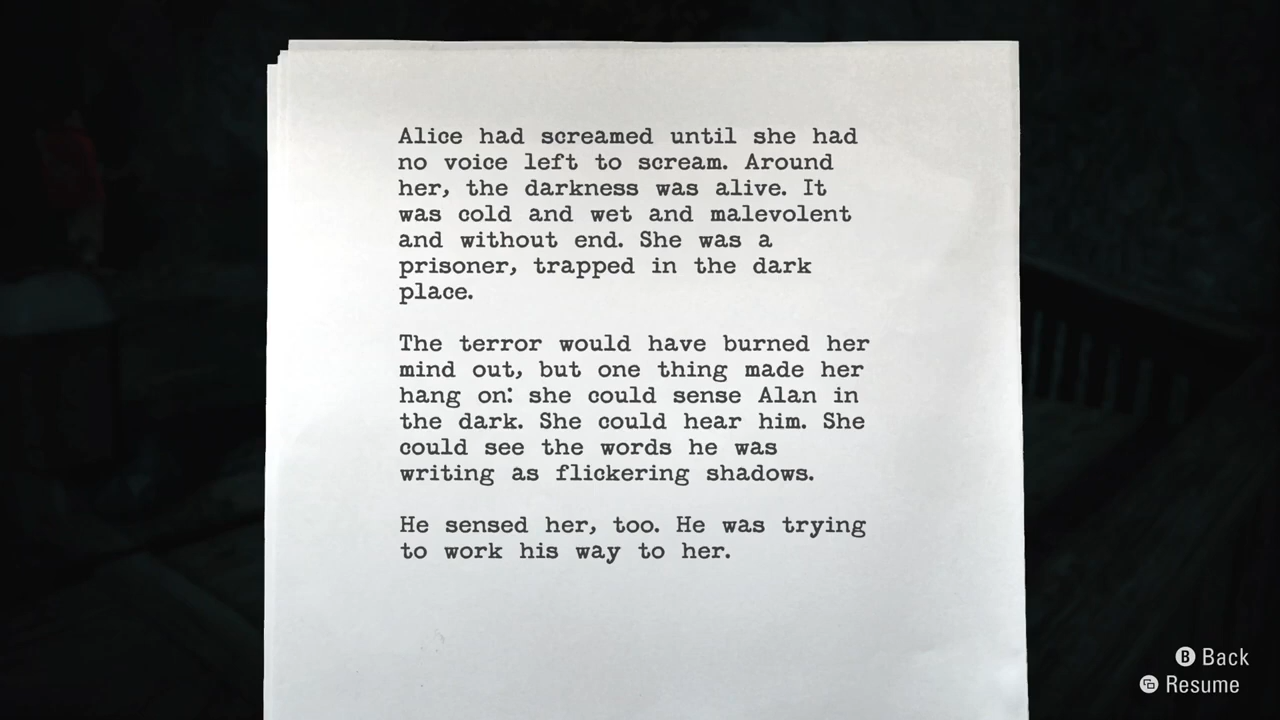 Alice had screamed until she had
no voice left to scream. Around
her, the darkness was alive. It
was cold and wet and malevolent
and without end. She was a
prisoner, trapped in the dark
place.
The terror would have burned her
mind out, but one thing made her
hang on: she could sense Alan in
the dark. She could hear him. She
could see the words he was
writing as flickering shadows.
He sensed her, too. He was trying
to work his way to her.
B Back
Resume